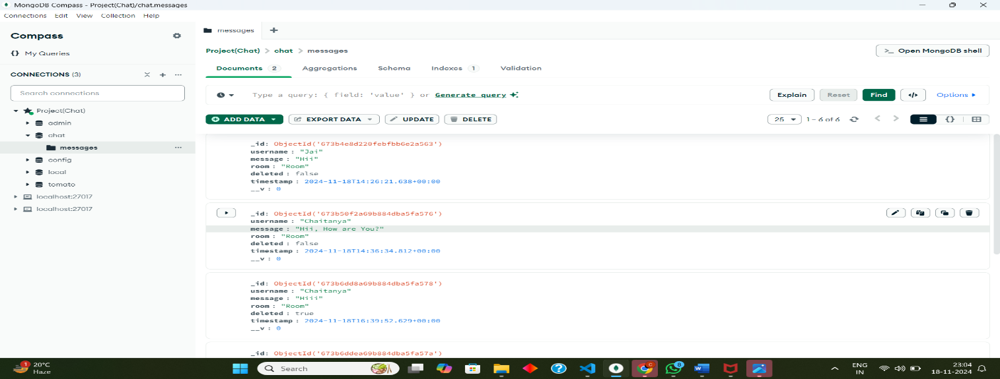 MongoDB Compass - Project(Chat)/chat.messages
Connections Edit View Collection Help
Compass
{} My Queries
CONNECTIONS (3)
Search connections
Project(Chat)
admin
chat
messages
config
local
tomato
localhost:27017
localhost:27017
messages
Project(Chat) > chat > messages
>_ Open MongoDB shell
Documents 2 Aggregations Schema Indexes 1 Validation
Type a query: { field: 'value' } or Generate query
Explain Reset Find </> Options
ADD DATA EXPORT DATA UPDATE DELETE
25 1 – 6 of 6 {}
_id: ObjectId('673b4e8d220febfbb6e2a563')
username : "Jai"
message : "Hii"
room : "Room"
deleted : false
timestamp : 2024-11-18T14:26:21.638+00:00
__v : 0
_id: ObjectId('673b50f2a69b884dba5fa576')
username : "Chaitanya"
message : "Hii, How are You?"
room : "Room"
deleted : false
timestamp : 2024-11-18T14:36:34.812+00:00
__v : 0
_id: ObjectId('673b6dd8a69b884dba5fa578')
username : "Chaitanya"
message : "Hiii"
room : "Room"
deleted : true
timestamp : 2024-11-18T16:39:52.629+00:00
__v : 0
_id: ObjectId('673b6ddea69b884dba5fa57a')
1
20°C
Haze
Search
C
8
ENG
IN
23:04
18-11-2024